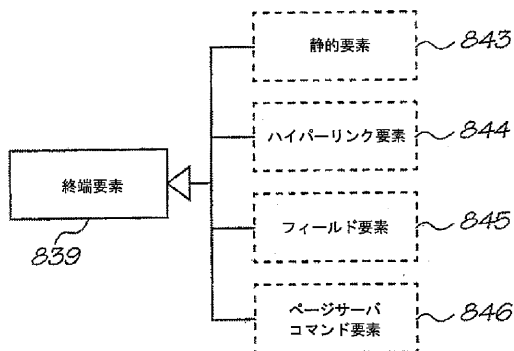 静的要素
843
ハイパーリンク要素
844
終端要素
839
フィールド要素
845
ページサーバ
コマンド要素
846